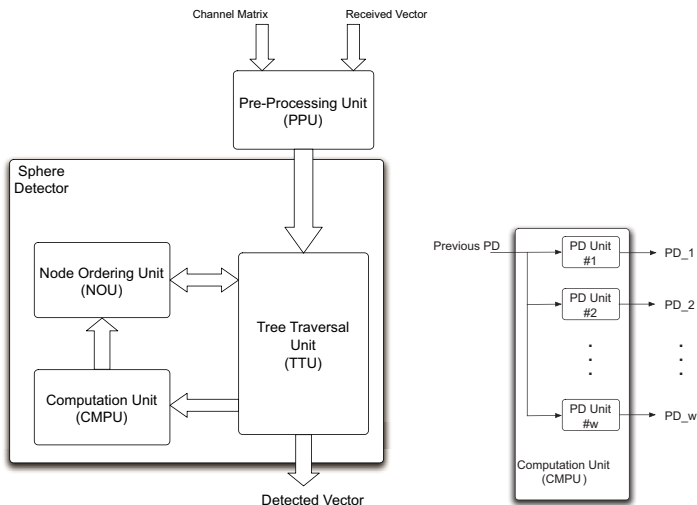 Channel Matrix
Received Vector
Pre-Processing Unit
(PPU)
Sphere
Detector
Node Ordering Unit
(NOU)
Tree Traversal
Unit
(TTU)
Computation Unit
(CMPU)
Detected Vector
Previous PD
PD Unit
#1
PD_1
PD Unit
#2
PD_2
PD Unit
#w
PD_w
Computation Unit
(CMPU)